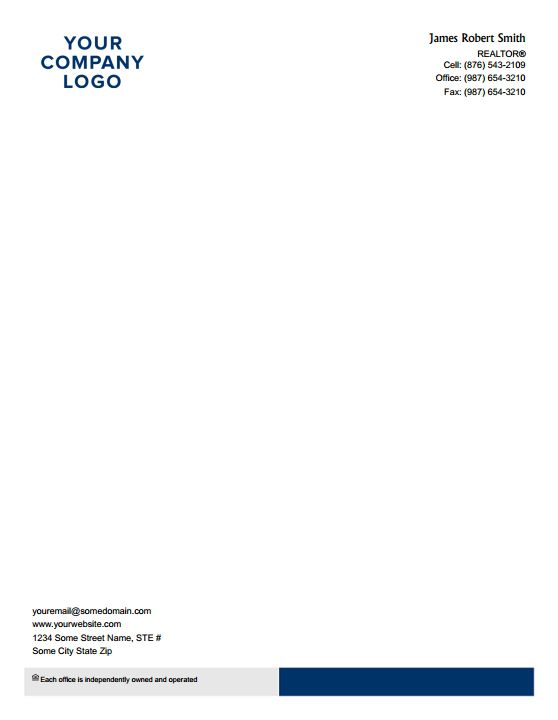 YOUR
COMPANY
LOGO
James Robert Smith
REALTOR®
Cell: (876) 543-2109
Office: (987) 654-3210
Fax: (987) 654-3210
youremail@somedomain.com
www.yourwebsite.com
1234 Some Street Name, STE #
Some City State Zip
Each office is independently owned and operated